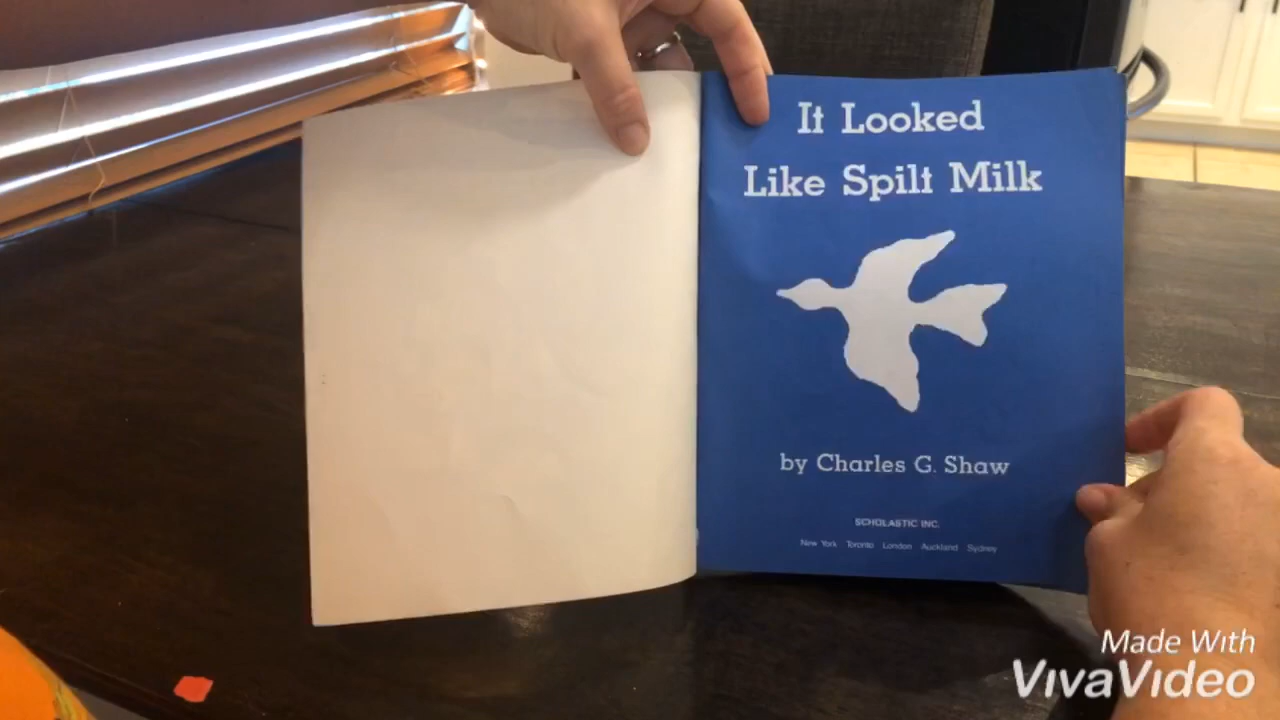 It Looked
Like Spilt Milk
by Charles G. Shaw
SCHOLASTIC INC.
New York Toronto London Auckland Sydney
Made With
VivaVideo